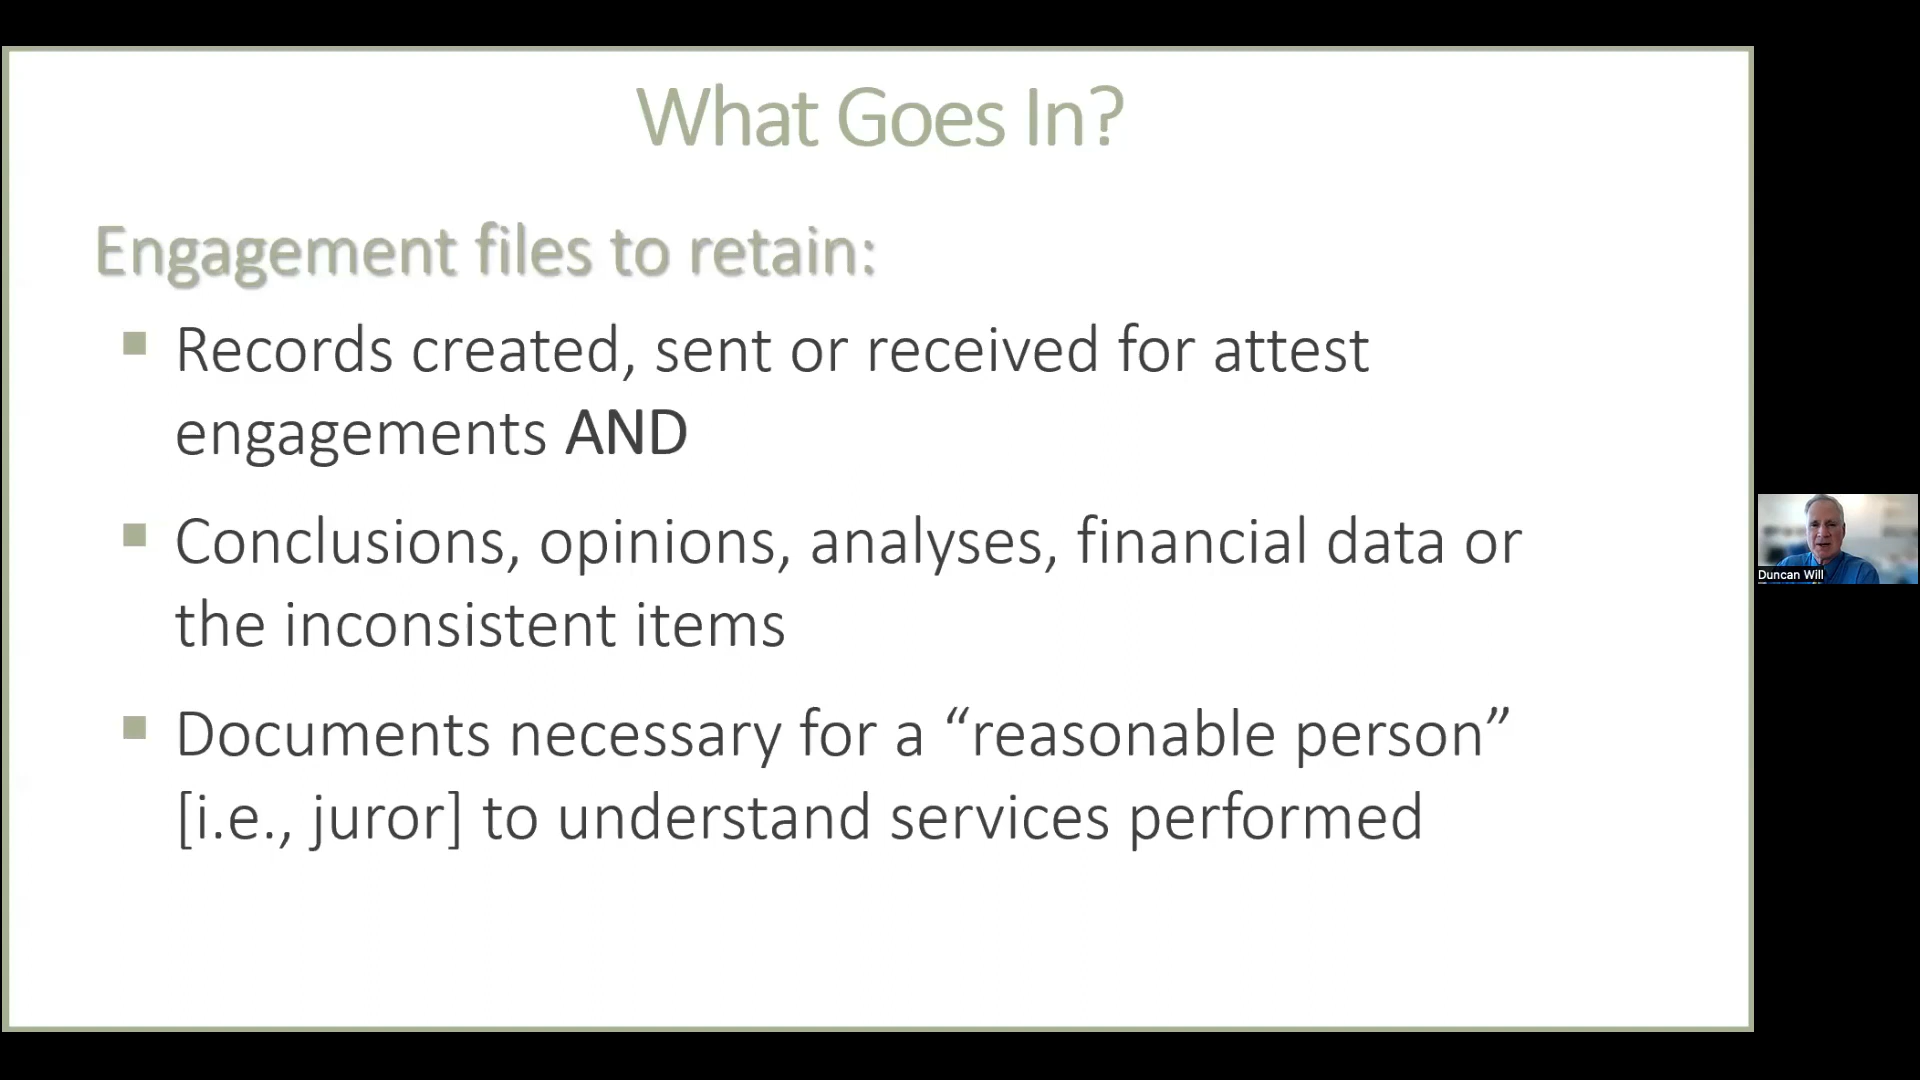 What Goes In?
Engagement files to retain:
Records created, sent or received for attest
engagements AND
Conclusions, opinions, analyses, financial data or
the inconsistent items
Documents necessary for a “reasonable person”
[i.e., juror] to understand services performed
Duncan Will